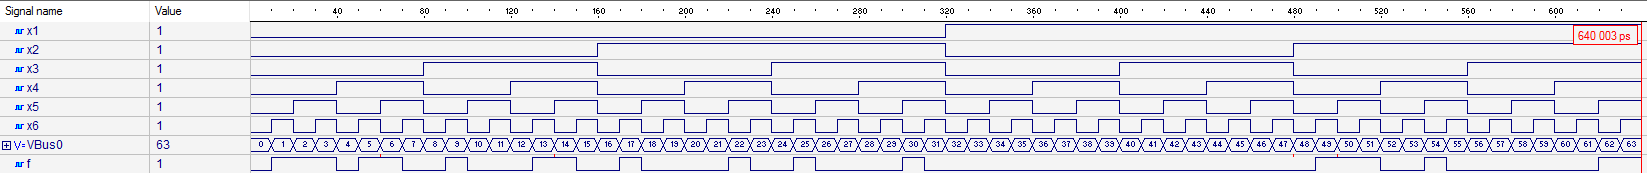 Signal name Value 40 80 120 160 200 240 280 320 360 400 440 480 520 560 600
x1 1 640 003 ps
x2 1
x3 1
x4 1
x5 1
x6 1
VBus0 63 0 1 2 3 4 5 6 7 8 9 10 11 12 13 14 15 16 17 18 19 20 21 22 23 24 25 26 27 28 29 30 31 32 33 34 35 36 37 38 39 40 41 42 43 44 45 46 47 48 49 50 51 52 53 54 55 56 57 58 59 60 61 62 63
f 1